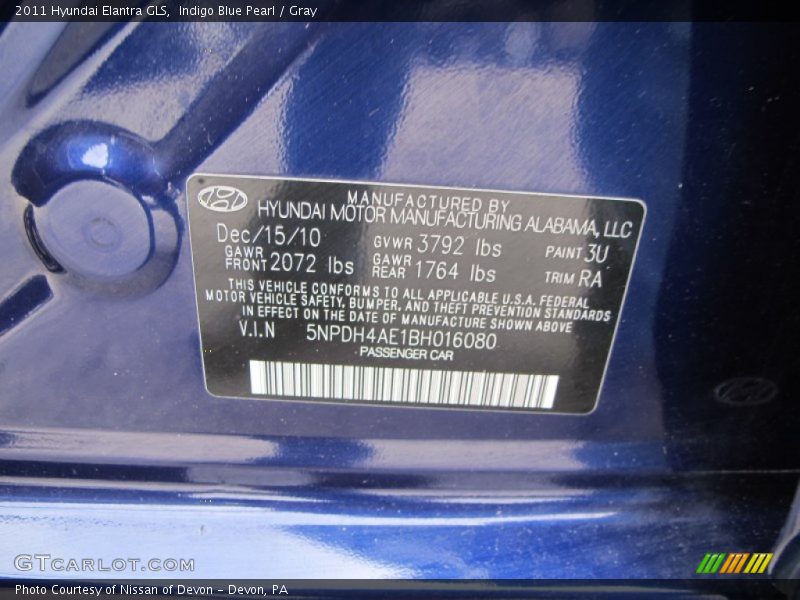 2011 Hyundai Elantra GLS, Indigo Blue Pearl / Gray
MANUFACTURED BY
HYUNDAI MOTOR MANUFACTURING ALABAMA, LLC
Dec/15/10 GVWR 3792 lbs PAINT 3U
GAWR FRONT 2072 lbs GAWR REAR 1764 lbs TRIM RA
THIS VEHICLE CONFORMS TO ALL APPLICABLE U.S.A. FEDERAL
MOTOR VEHICLE SAFETY, BUMPER, AND THEFT PREVENTION STANDARDS
IN EFFECT ON THE DATE OF MANUFACTURE SHOWN ABOVE
V.I.N 5NPDH4AE1BH016080
PASSENGER CAR
GTCARLOT.COM
Photo Courtesy of Nissan of Devon - Devon, PA